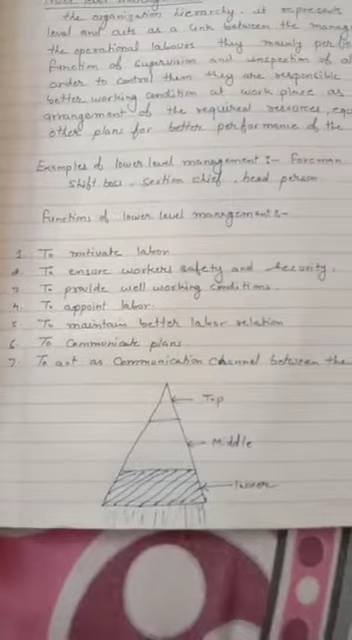 the organization hierarchy. it represents
level and acts as a link between the manag
the operational labours they mainly per
function of supervision and inspection of
order to control them they are responsible
better working condition at work place as
arrangement of the required resources, equ
other plans for better performance of the
Examples of lower level management :- Foreman
Shift boss, section chief, head person
Functions of lower level management :-
1. To motivate labor
2. To ensure workers safety and security.
3. To provide well working conditions.
4. To appoint labor.
5. To maintain better labor relation
6. To communicate plans.
7. To act as Communication channel between the
Top
Middle
lower